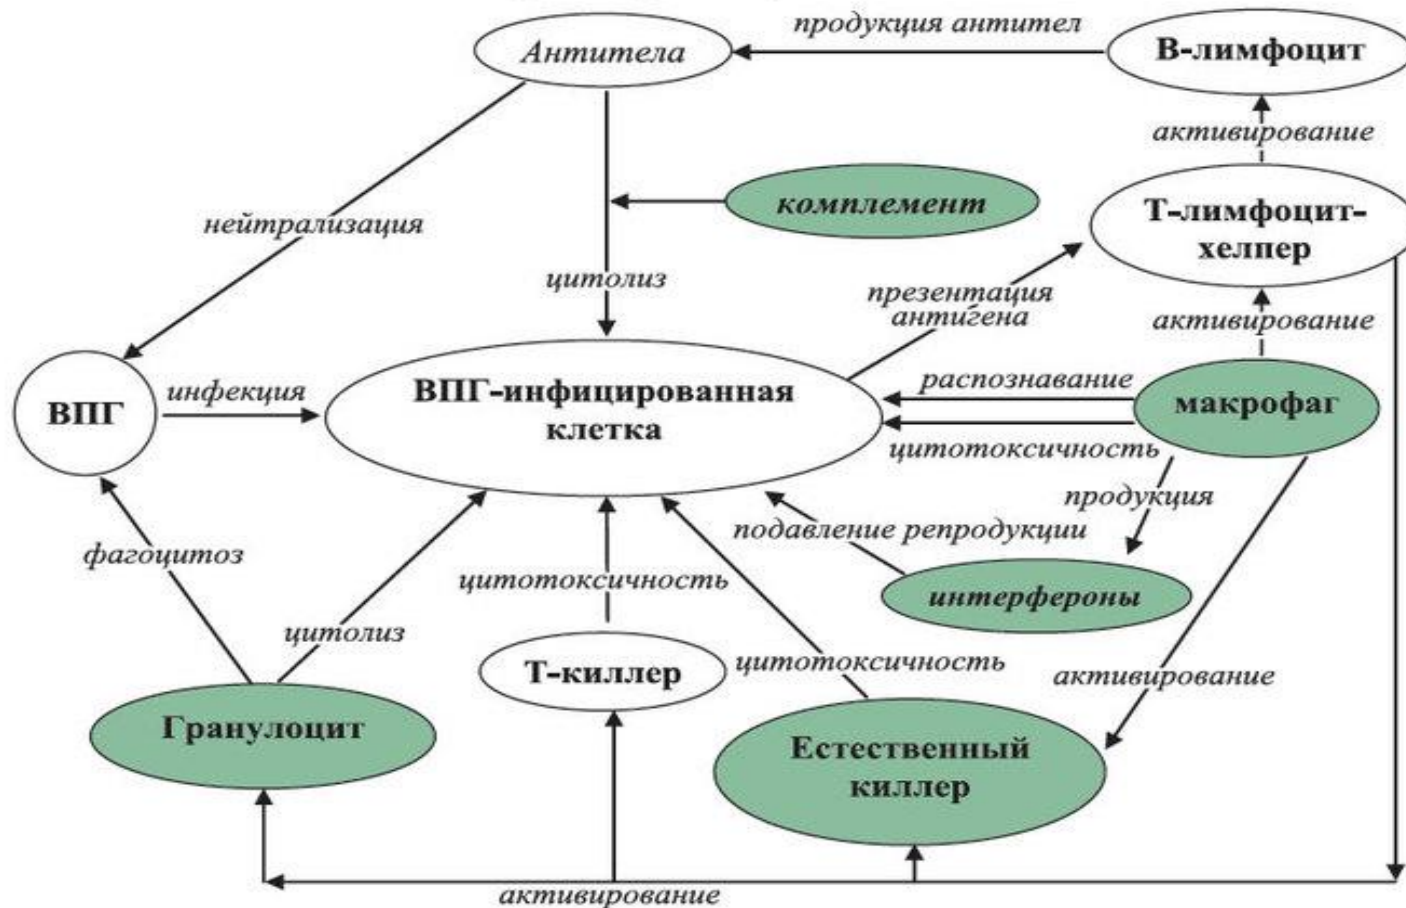 продукция антител
Антитела
В-лимфоцит
активирование
комплемент
Т-лимфоцит-
хелпер
нейтрализация
цитолиз
презентация
антигена
активирование
ВПГ
инфекция
ВПГ-инфицированная
клетка
распознавание
макрофаг
цитотоксичность
продукция
подавление репродукции
фагоцитоз
цитотоксичность
интерфероны
цитолиз
Т-киллер
цитотоксичность
активирование
Гранулоцит
Естественный
киллер
активирование